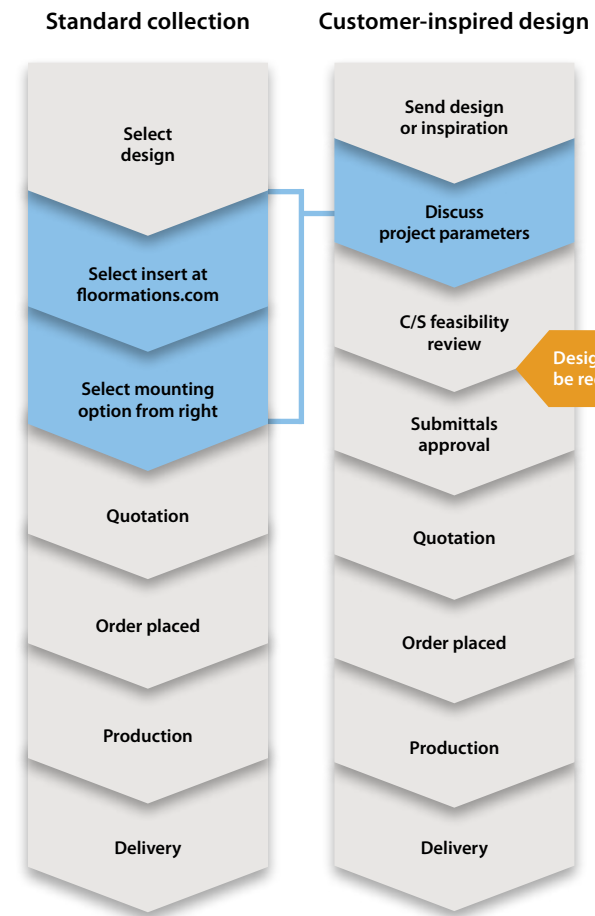 Standard collection
Select
design
Select insert at
floormations.com
Select mounting
option from right
Quotation
Order placed
Production
Delivery
Customer-inspired design
Send design
or inspiration
Discuss
project parameters
C/S feasibility
review
Submittals
approval
Quotation
Order placed
Production
Delivery
be